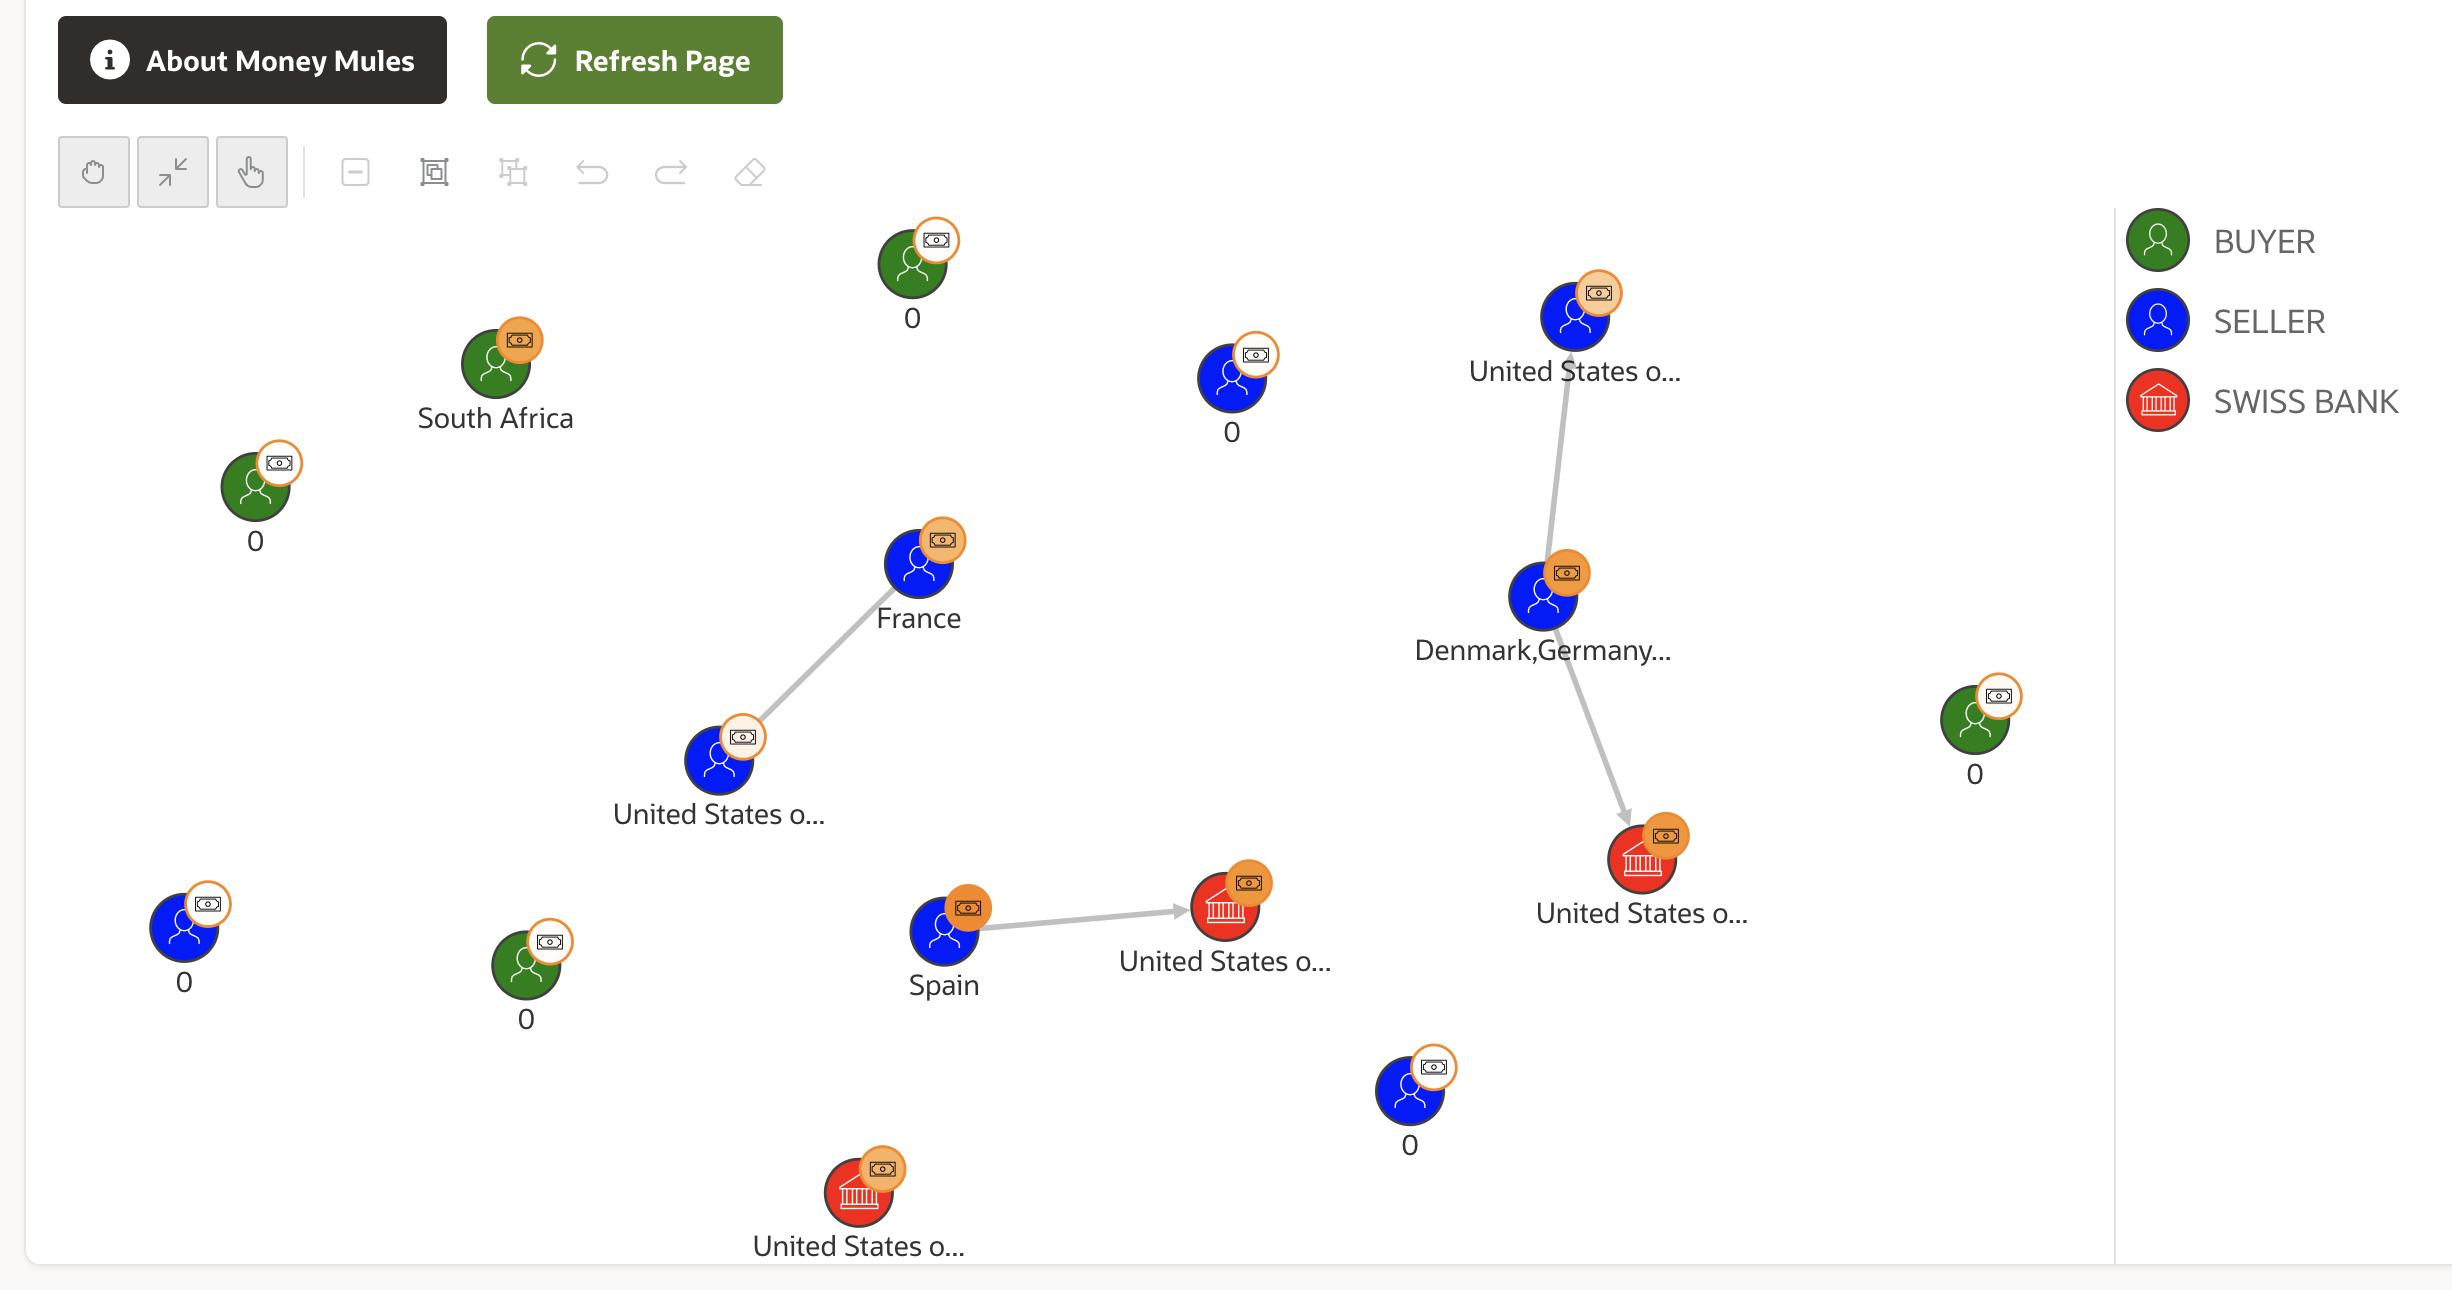 About Money Mules
Refresh Page
BUYER
SELLER
SWISS BANK
0
United States o...
South Africa
0
0
France
Denmark,Germany...
0
United States o...
United States o...
0
Spain
United States o...
0
0
United States o...